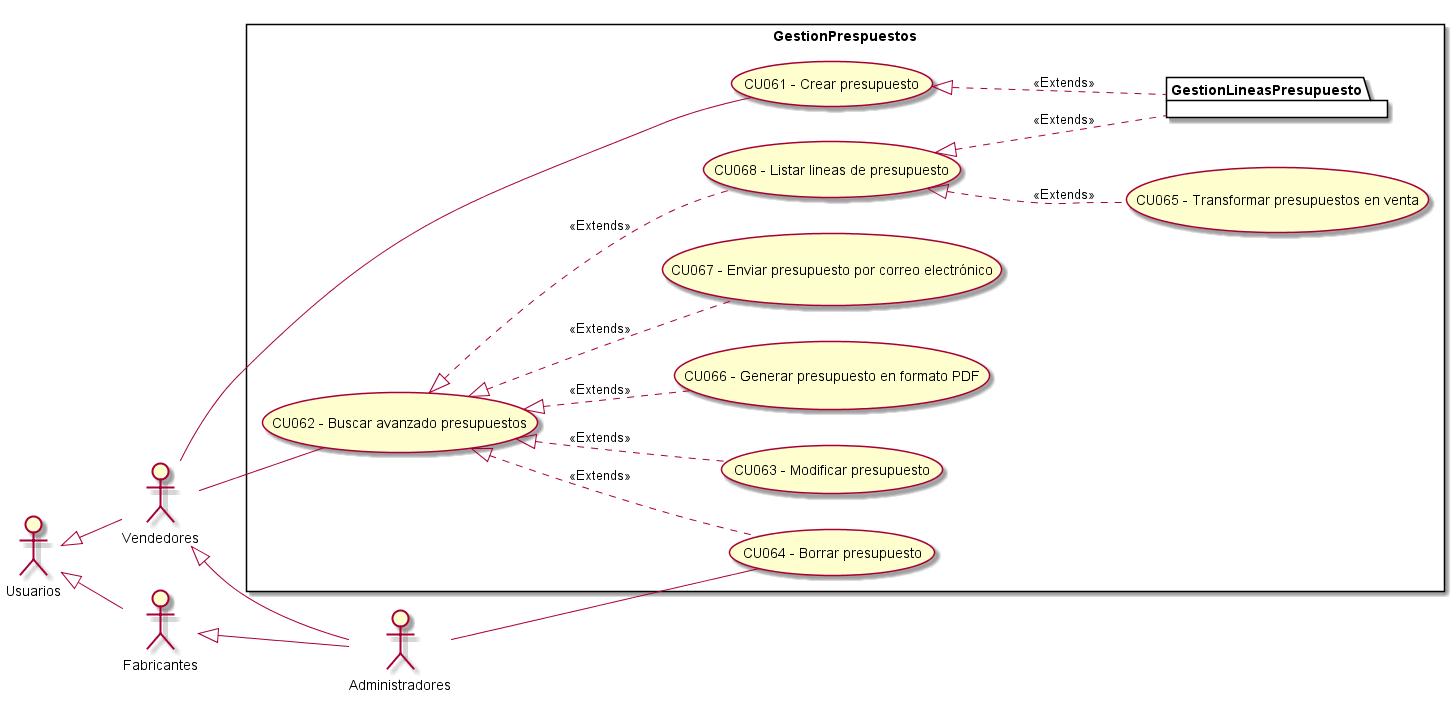 GestionPrespuestos
CU061 - Crear presupuesto
«Extends»
GestionLineasPresupuesto
«Extends»
CU068 - Listar lineas de presupuesto
«Extends»
CU065 - Transformar presupuestos en venta
«Extends»
CU067 - Enviar presupuesto por correo electrónico
«Extends»
CU066 - Generar presupuesto en formato PDF
«Extends»
CU062 - Buscar avanzado presupuestos
«Extends»
CU063 - Modificar presupuesto
«Extends»
CU064 - Borrar presupuesto
Vendedores
Usuarios
Fabricantes
Administradores